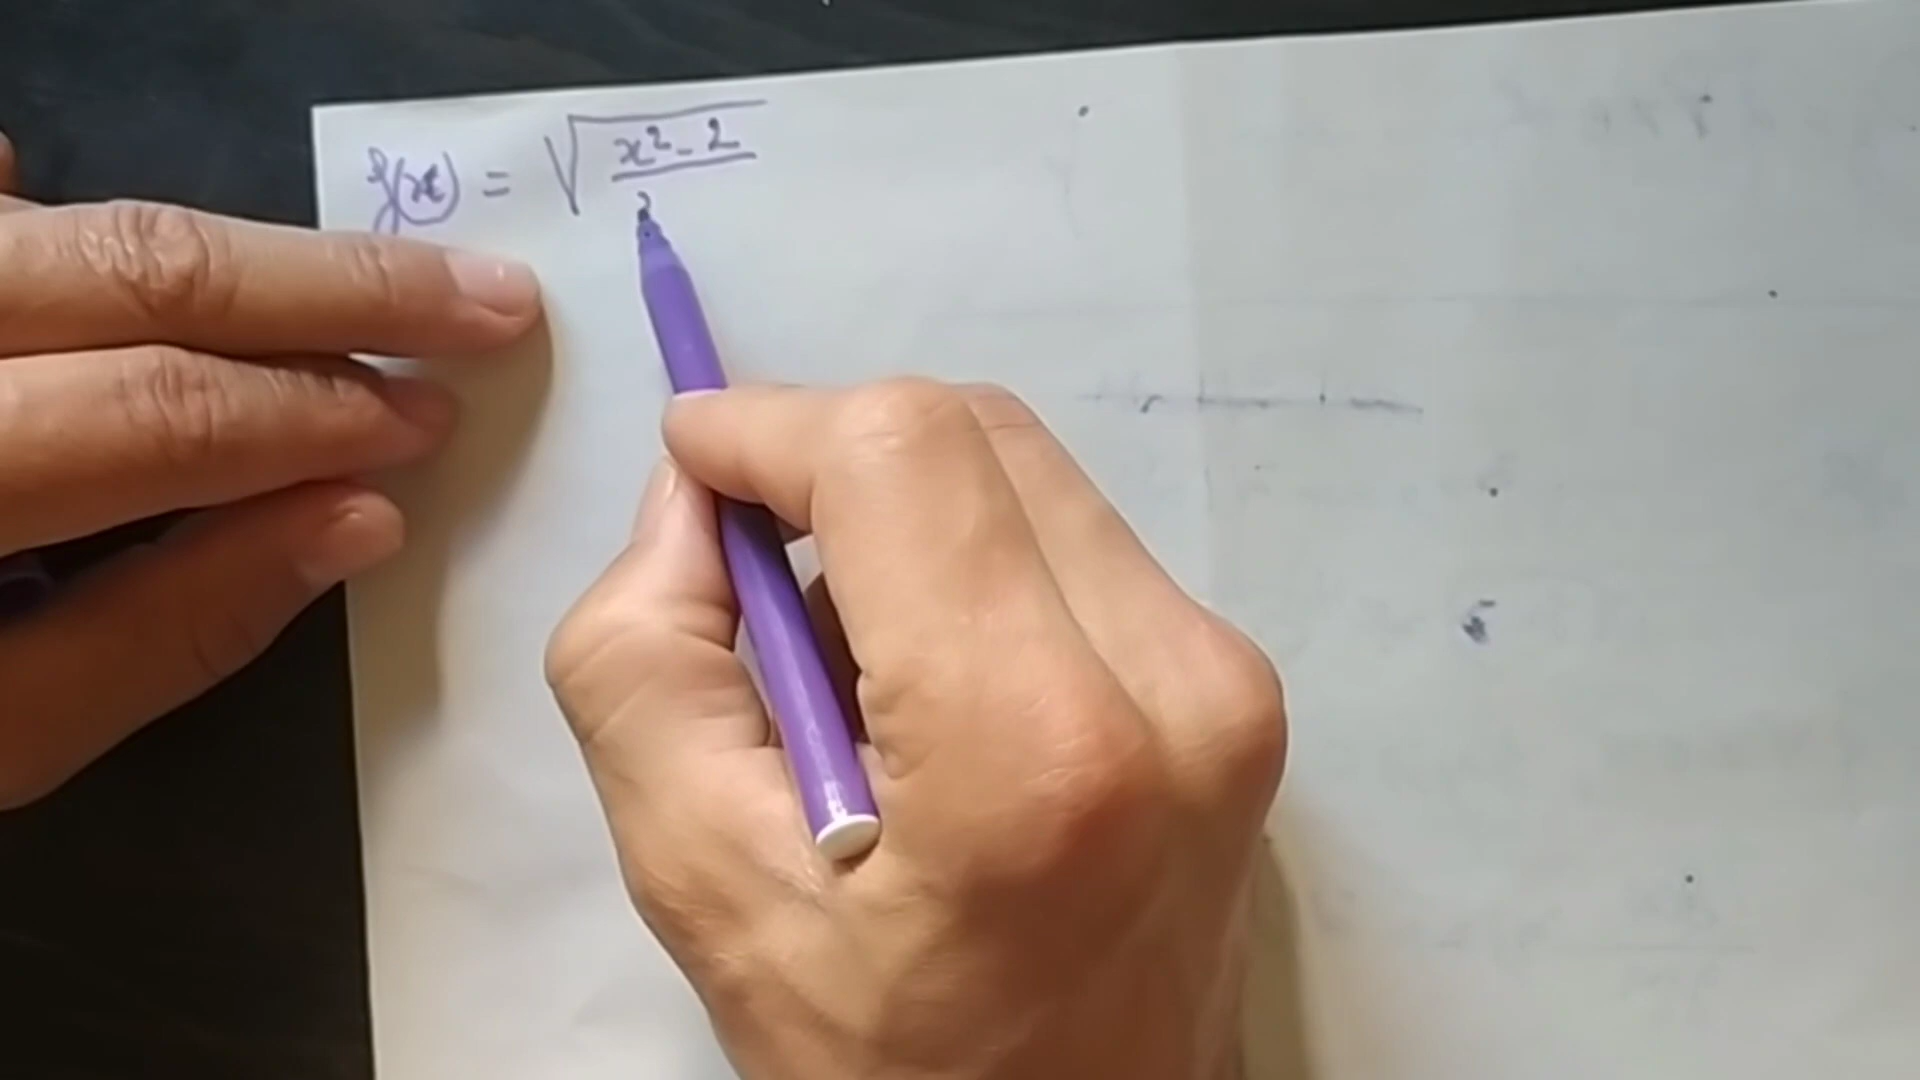 f(x) = √(x² - 2)/